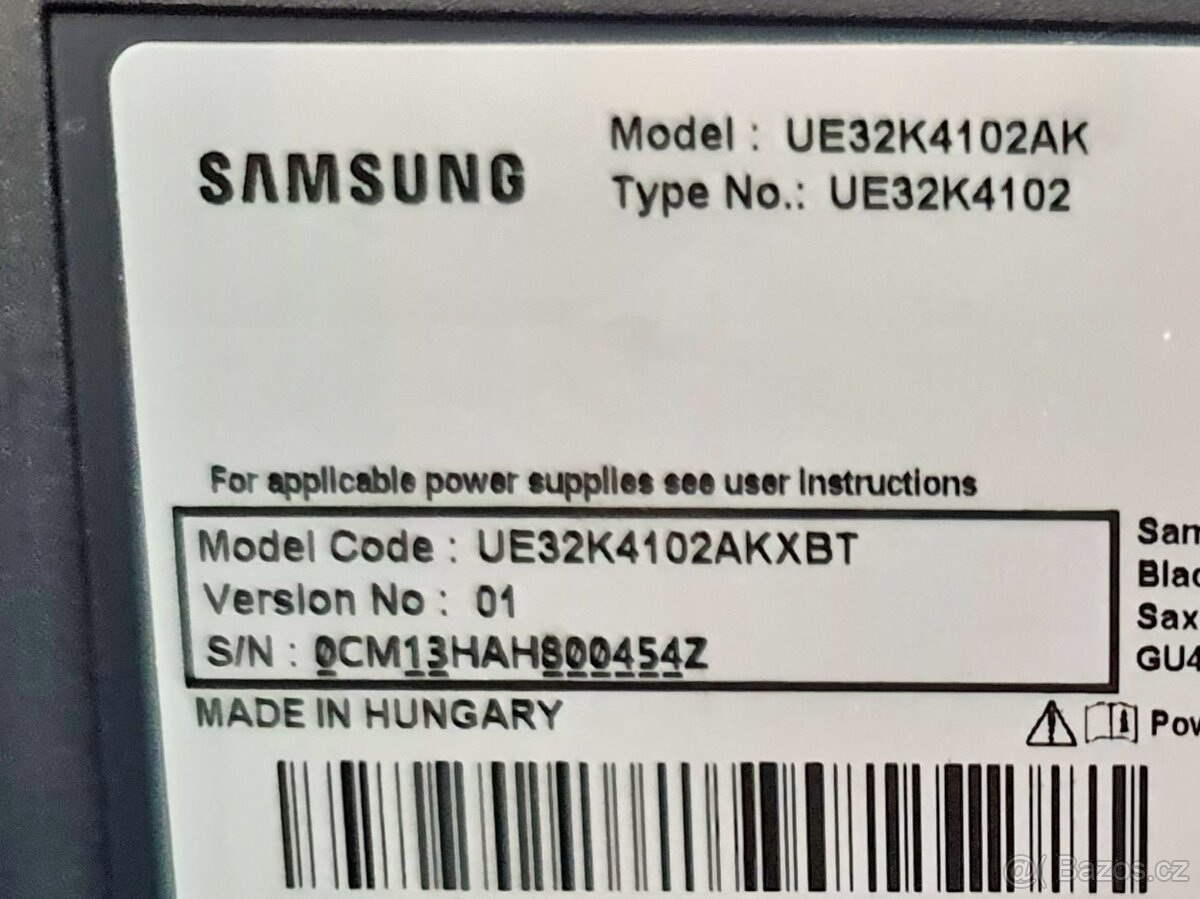 SAMSUNG
Model : UE32K4102AK
Type No.: UE32K4102
For applicable power supplies see user instructions
Model Code : UE32K4102AKXBT
Version No : 01
S/N : 0CM13HAH800454Z
MADE IN HUNGARY
Sam
Blac
Sax
GU4
Pow
@( Bazos.cz